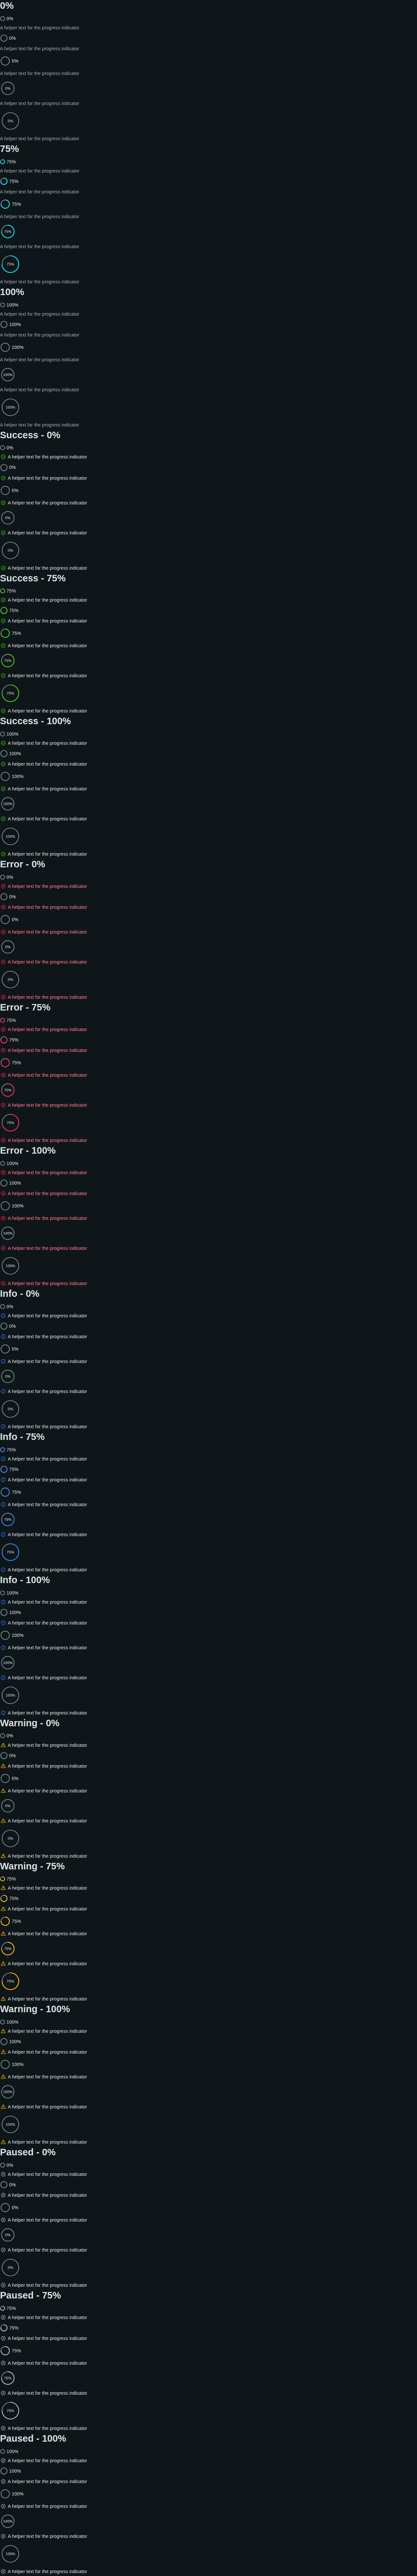 0%
0%
A helper text for the progress indicator
0%
A helper text for the progress indicator
0%
A helper text for the progress indicator
0%
A helper text for the progress indicator
0%
A helper text for the progress indicator
75%
75%
A helper text for the progress indicator
75%
A helper text for the progress indicator
75%
A helper text for the progress indicator
75%
A helper text for the progress indicator
75%
A helper text for the progress indicator
100%
100%
A helper text for the progress indicator
100%
A helper text for the progress indicator
100%
A helper text for the progress indicator
100%
A helper text for the progress indicator
100%
A helper text for the progress indicator
Success - 0%
0%
A helper text for the progress indicator
0%
A helper text for the progress indicator
0%
A helper text for the progress indicator
0%
A helper text for the progress indicator
0%
A helper text for the progress indicator
Success - 75%
75%
A helper text for the progress indicator
75%
A helper text for the progress indicator
75%
A helper text for the progress indicator
75%
A helper text for the progress indicator
75%
A helper text for the progress indicator
Success - 100%
100%
A helper text for the progress indicator
100%
A helper text for the progress indicator
100%
A helper text for the progress indicator
100%
A helper text for the progress indicator
100%
A helper text for the progress indicator
Error - 0%
0%
A helper text for the progress indicator
0%
A helper text for the progress indicator
0%
A helper text for the progress indicator
0%
A helper text for the progress indicator
0%
A helper text for the progress indicator
Error - 75%
75%
A helper text for the progress indicator
75%
A helper text for the progress indicator
75%
A helper text for the progress indicator
75%
A helper text for the progress indicator
75%
A helper text for the progress indicator
Error - 100%
100%
A helper text for the progress indicator
100%
A helper text for the progress indicator
100%
A helper text for the progress indicator
100%
A helper text for the progress indicator
100%
A helper text for the progress indicator
Info - 0%
0%
A helper text for the progress indicator
0%
A helper text for the progress indicator
0%
A helper text for the progress indicator
0%
A helper text for the progress indicator
0%
A helper text for the progress indicator
Info - 75%
75%
A helper text for the progress indicator
75%
A helper text for the progress indicator
75%
A helper text for the progress indicator
75%
A helper text for the progress indicator
75%
A helper text for the progress indicator
Info - 100%
100%
A helper text for the progress indicator
100%
A helper text for the progress indicator
100%
A helper text for the progress indicator
100%
A helper text for the progress indicator
100%
A helper text for the progress indicator
Warning - 0%
0%
A helper text for the progress indicator
0%
A helper text for the progress indicator
0%
A helper text for the progress indicator
0%
A helper text for the progress indicator
0%
A helper text for the progress indicator
Warning - 75%
75%
A helper text for the progress indicator
75%
A helper text for the progress indicator
75%
A helper text for the progress indicator
75%
A helper text for the progress indicator
75%
A helper text for the progress indicator
Warning - 100%
100%
A helper text for the progress indicator
100%
A helper text for the progress indicator
100%
A helper text for the progress indicator
100%
A helper text for the progress indicator
100%
A helper text for the progress indicator
Paused - 0%
0%
A helper text for the progress indicator
0%
A helper text for the progress indicator
0%
A helper text for the progress indicator
0%
A helper text for the progress indicator
0%
A helper text for the progress indicator
Paused - 75%
75%
A helper text for the progress indicator
75%
A helper text for the progress indicator
75%
A helper text for the progress indicator
75%
A helper text for the progress indicator
75%
A helper text for the progress indicator
Paused - 100%
100%
A helper text for the progress indicator
100%
A helper text for the progress indicator
100%
A helper text for the progress indicator
100%
A helper text for the progress indicator
100%
A helper text for the progress indicator